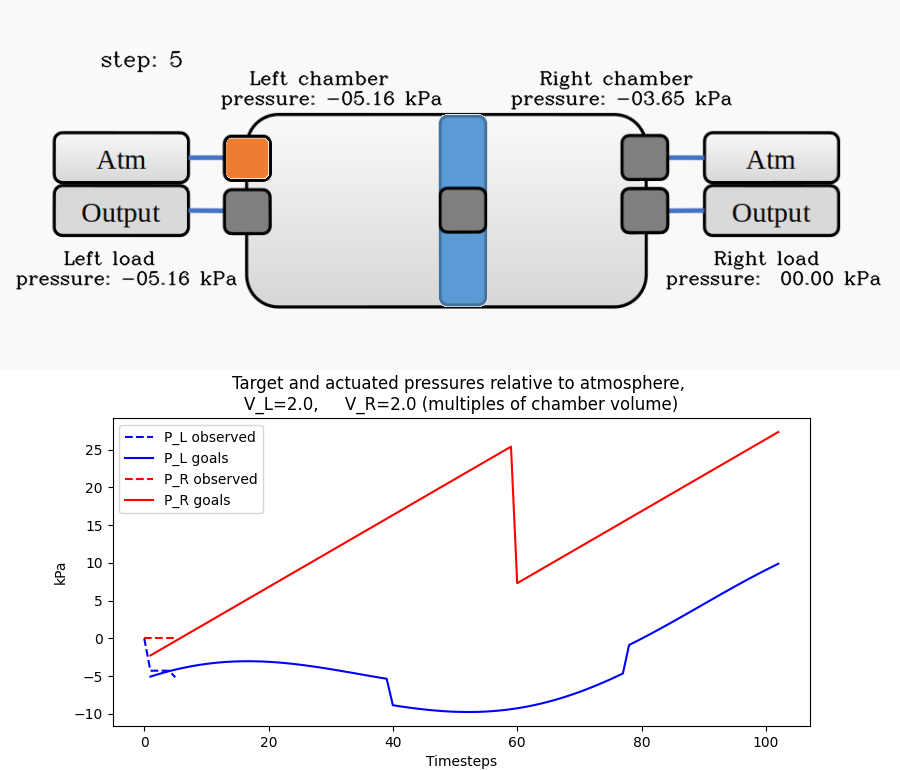 step: 5
Left chamber
pressure: −05.16 kPa
Right chamber
pressure: −03.65 kPa
Atm
Output
Atm
Output
Left load
pressure: −05.16 kPa
Right load
pressure: 00.00 kPa
Target and actuated pressures relative to atmosphere,
V_L=2.0, V_R=2.0 (multiples of chamber volume)
P_L observed
P_L goals
P_R observed
P_R goals
kPa
25
20
15
10
5
0
−5
−10
0 20 40 60 80 100
Timesteps